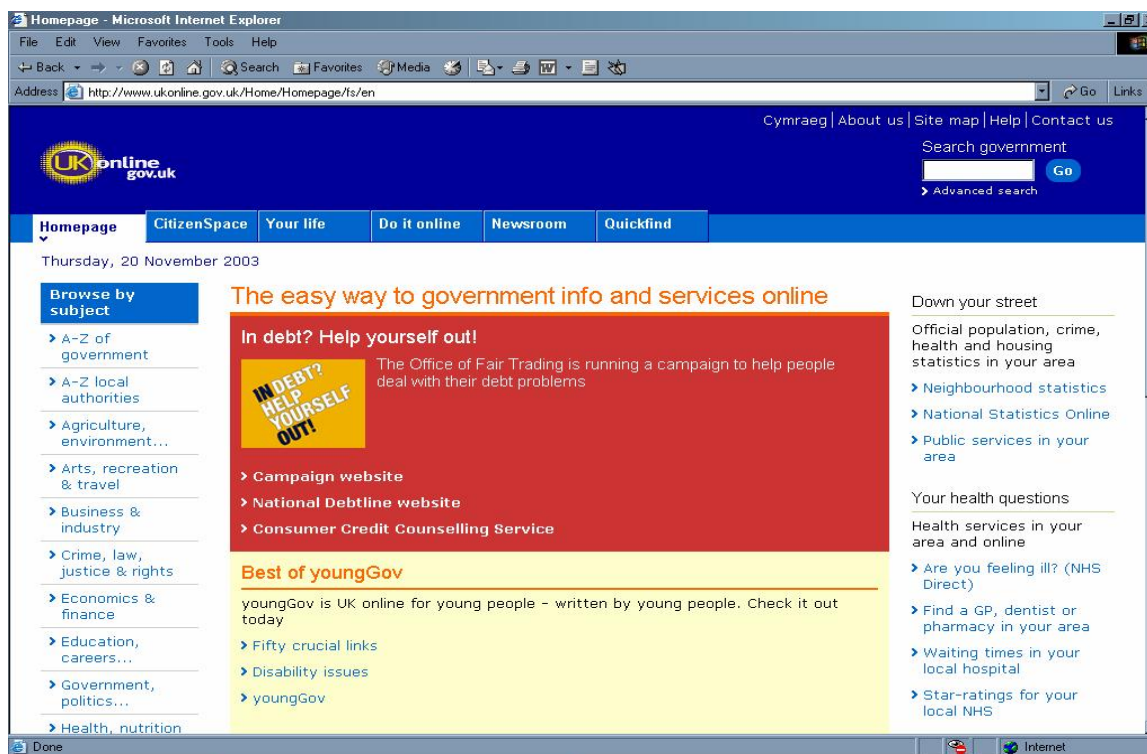 Homepage - Microsoft Internet Explorer
File Edit View Favorites Tools Help
Back Search Favorites Media
Address http://www.ukonline.gov.uk/Home/Homepage/fs/en Go Links
Cymraeg | About us | Site map | Help | Contact us
UK online
gov.uk
Search government
Go
Advanced search
Homepage CitizenSpace Your life Do it online Newsroom Quickfind
Thursday, 20 November 2003
Browse by
subject
A-Z of
government
A-Z local
authorities
Agriculture,
environment...
Arts, recreation
& travel
Business &
industry
Crime, law,
justice & rights
Economics &
finance
Education,
careers...
Government,
politics...
Health, nutrition
The easy way to government info and services online
In debt? Help yourself out!
IN DEBT?
HELP
YOURSELF
OUT!
The Office of Fair Trading is running a campaign to help people
deal with their debt problems
Campaign website
National Debtline website
Consumer Credit Counselling Service
Best of youngGov
youngGov is UK online for young people - written by young people. Check it out
today
Fifty crucial links
Disability issues
youngGov
Down your street
Official population, crime,
health and housing
statistics in your area
Neighbourhood statistics
National Statistics Online
Public services in your
area
Your health questions
Health services in your
area and online
Are you feeling ill? (NHS
Direct)
Find a GP, dentist or
pharmacy in your area
Waiting times in your
local hospital
Star-ratings for your
local NHS
Done Internet